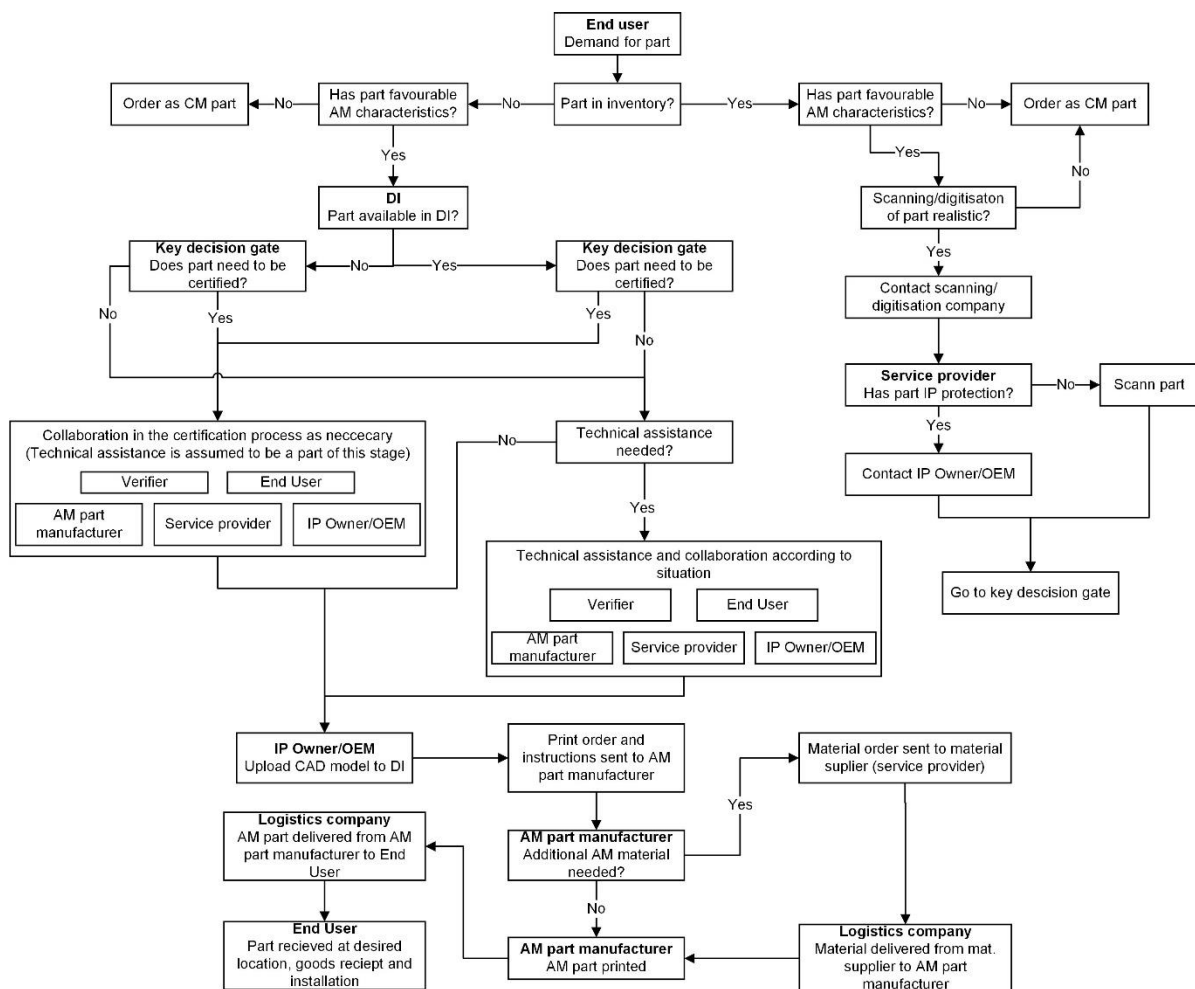 End user
Demand for part
Order as CM part
No
Has part favourable
AM characteristics?
No
Part in inventory?
Yes
Has part favourable
AM characteristics?
No
Order as CM part
Yes
Yes
No
DI
Part available in DI?
Scanning/digitisaton
of part realistic?
Key decision gate
Does part need to be
certified?
No
Yes
Key decision gate
Does part need to be
certified?
Yes
Contact scanning/
digitisation company
No
Yes
Yes
No
Service provider
Has part IP protection?
No
Scann part
Yes
Collaboration in the certification process as neccecary
(Technical assistance is assumed to be a part of this stage)
Verifier
End User
AM part
manufacturer
Service provider
IP Owner/OEM
No
Technical assistance
needed?
Contact IP Owner/OEM
Yes
Technical assistance and collaboration according to
situation
Verifier
End User
AM part
manufacturer
Service provider
IP Owner/OEM
Go to key descision gate
IP Owner/OEM
Upload CAD model to DI
Print order and
instructions sent to AM
part manufacturer
Material order sent to material
suplier (service provider)
Yes
Logistics company
AM part delivered from AM
part manufacturer to End
User
AM part manufacturer
Additional AM material
needed?
No
End User
Part recieved at desired
location, goods reciept and
installation
AM part manufacturer
AM part printed
Logistics company
Material delivered from mat.
supplier to AM part
manufacturer